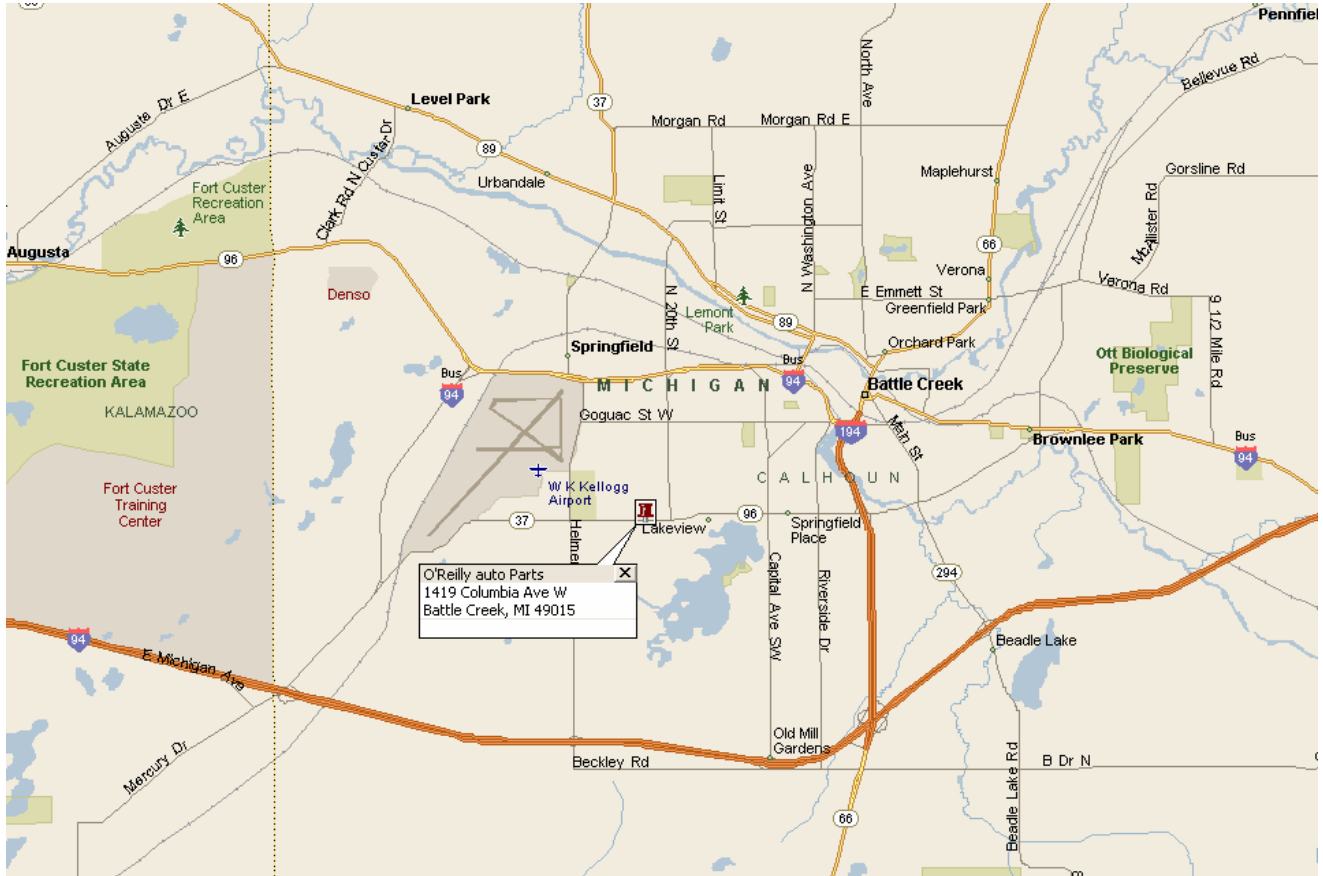 Pennfiel
North Ave
Bellevue Rd
Level Park
37
Augusta Dr E
Morgan Rd
Morgan Rd E
N Custar Dr
89
Urbandale
Maplehurst
Gorsline Rd
Fort Custer
Recreation
Area
Clark Rd
Limit St
N Washington Ave
McAllister Rd
Augusta
96
66
Verona
Verona Rd
Denso
E Emmett St
Greenfield Park
N 20th St
Lemont
Park
89
9 1/2 Mile Rd
Springfield
Orchard Park
Bus
94
Bus
94
MICHIGAN
Battle Creek
Ott Biological
Preserve
Fort Custer State
Recreation Area
KALAMAZOO
Goguac St W
194
Main St
Brownlee Park
Bus
94
Fort Custer
Training
Center
W K Kellogg
Airport
CALHOUN
37
Helmer
Lakeview
96
Springfield
Place
O'Reilly auto Parts
1419 Columbia Ave W
Battle Creek, MI 49015
Capital Ave SW
Riverside Dr
294
94
E Michigan Ave
Beadle Lake
Mercury Dr
Old Mill
Gardens
Beckley Rd
B Dr N
Beadle Lake Rd
66